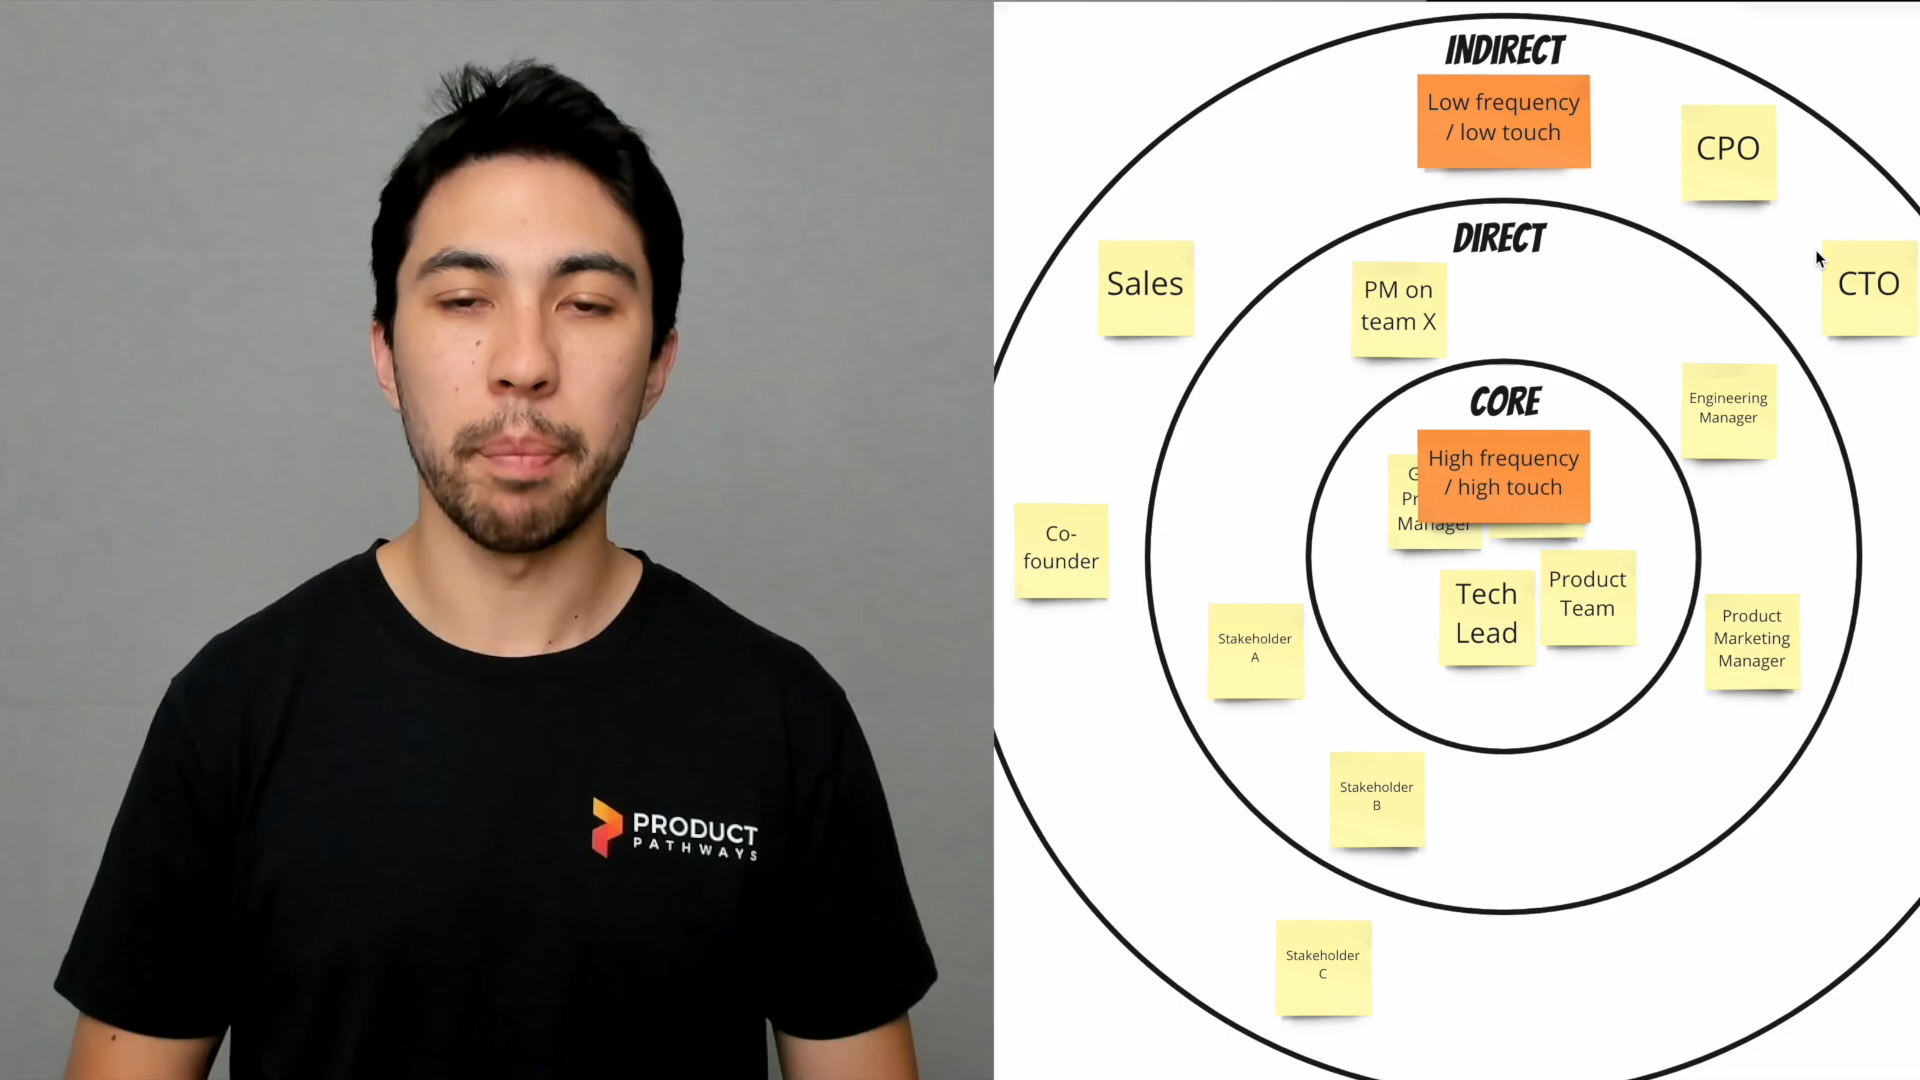 PRODUCT
PATHWAYS
INDIRECT
Low frequency
/ low touch
CPO
Sales
CTO
DIRECT
PM on
team X
Engineering
Manager
CORE
High frequency
/ high touch
Manager
Co-
founder
Tech
Lead
Product
Team
Stakeholder
A
Product
Marketing
Manager
Stakeholder
B
Stakeholder
C